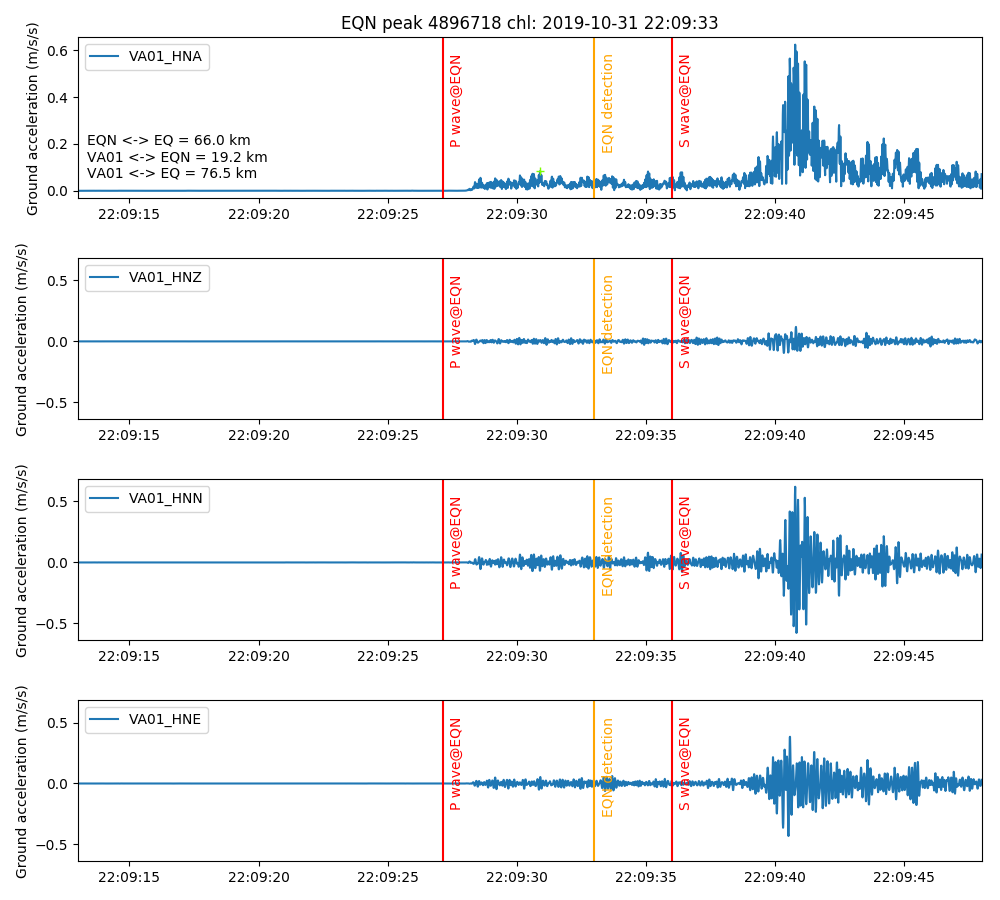 EQN peak 4896718 chl: 2019-10-31 22:09:33
Ground acceleration (m/s/s)
0.6
0.4
0.2
0.0
VA01_HNA
EQN <-> EQ = 66.0 km
VA01 <-> EQN = 19.2 km
VA01 <-> EQ = 76.5 km
P wave@EQN
EQN detection
S wave@EQN
22:09:15 22:09:20 22:09:25 22:09:30 22:09:35 22:09:40 22:09:45
Ground acceleration (m/s/s)
0.5
0.0
−0.5
VA01_HNZ
P wave@EQN
EQN detection
S wave@EQN
22:09:15 22:09:20 22:09:25 22:09:30 22:09:35 22:09:40 22:09:45
Ground acceleration (m/s/s)
0.5
0.0
−0.5
VA01_HNN
P wave@EQN
EQN detection
S wave@EQN
22:09:15 22:09:20 22:09:25 22:09:30 22:09:35 22:09:40 22:09:45
Ground acceleration (m/s/s)
0.5
0.0
−0.5
VA01_HNE
P wave@EQN
EQN detection
S wave@EQN
22:09:15 22:09:20 22:09:25 22:09:30 22:09:35 22:09:40 22:09:45